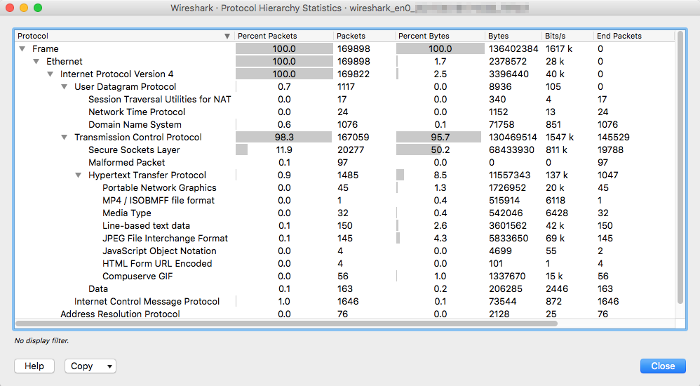 Wireshark · Protocol Hierarchy Statistics · wireshark_en0_
Protocol Percent Packets Packets Percent Bytes Bytes Bits/s End Packets
Frame 100.0 169898 100.0 136402384 1617 k 0
Ethernet 100.0 169898 1.7 2378572 28 k 0
Internet Protocol Version 4 100.0 169822 2.5 3396440 40 k 0
User Datagram Protocol 0.7 1117 0.0 8936 105 0
Session Traversal Utilities for NAT 0.0 17 0.0 340 4 17
Network Time Protocol 0.0 24 0.0 1152 13 24
Domain Name System 0.6 1076 0.1 71758 851 1076
Transmission Control Protocol 98.3 167059 95.7 130469514 1547 k 145529
Secure Sockets Layer 11.9 20277 50.2 68433930 811 k 19788
Malformed Packet 0.1 97 0.0 0 0 97
Hypertext Transfer Protocol 0.9 1485 8.5 11557343 137 k 1047
Portable Network Graphics 0.0 45 1.3 1726952 20 k 45
MP4 / ISOBMFF file format 0.0 1 0.4 515914 6118 1
Media Type 0.0 32 0.4 542046 6428 32
Line-based text data 0.1 150 2.6 3601562 42 k 150
JPEG File Interchange Format 0.1 145 4.3 5833650 69 k 145
JavaScript Object Notation 0.0 4 0.0 4699 55 2
HTML Form URL Encoded 0.0 4 0.0 101 1 4
Compuserve GIF 0.0 56 1.0 1337670 15 k 56
Data 0.1 163 0.2 206285 2446 163
Internet Control Message Protocol 1.0 1646 0.1 73544 872 1646
Address Resolution Protocol 0.0 76 0.0 2128 25 76
No display filter.
Help Copy Close